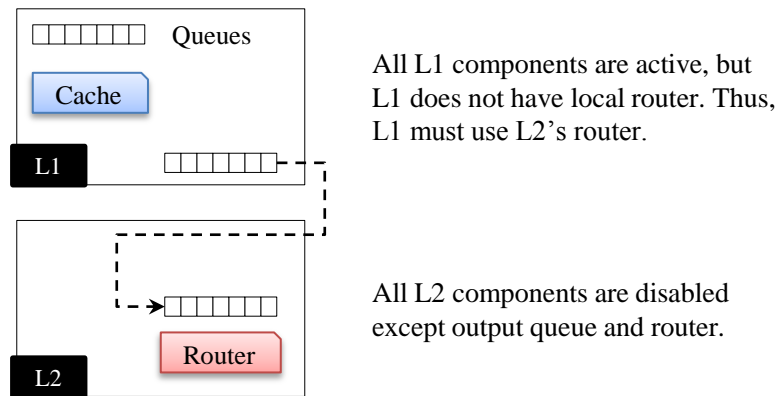 Queues
Cache
L1
All L1 components are active, but
L1 does not have local router. Thus,
L1 must use L2’s router.
All L2 components are disabled
except output queue and router.
Router
L2